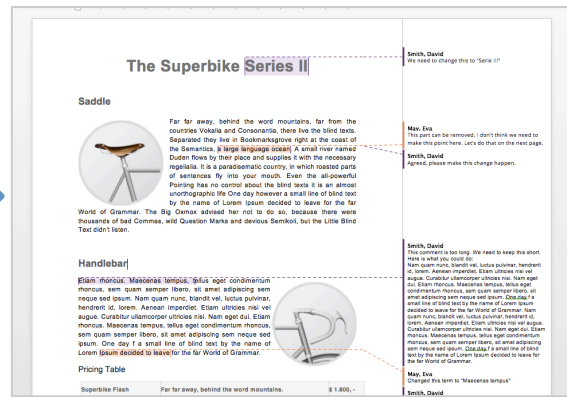 The Superbike Series II
Smith, David
We need to change this to "Serie III"
Saddle
Far far away, behind the word mountains, far from the
countries Vokalia and Consonantia, there live the blind texts.
Separated they live in Bookmarksgrove right at the coast of
the Semantics, a large language ocean. A small river named
Duden flows by their place and supplies it with the necessary
regelialia. It is a paradisematic country, in which roasted parts
of sentences fly into your mouth. Even the all-powerful
Pointing has no control about the blind texts it is an almost
unorthographic life One day however a small line of blind text
by the name of Lorem Ipsum decided to leave for the far
World of Grammar. The Big Oxmox advised her not to do so, because there were
thousands of bad Commas, wild Question Marks and devious Semikoli, but the Little Blind
Text didn't listen.
May, Eva
This part can be removed. I don't think we need to
make this point here. Let's do that on the next page.
Smith, David
Agreed, please make this change happen.
Handlebar
Etiam rhoncus. Maecenas tempus, tellus eget condimentum
rhoncus, sem quam semper libero, sit amet adipiscing sem
neque sed ipsum. Nam quam nunc, blandit vel, luctus pulvinar,
hendrerit id, lorem. Aenean imperdiet. Etiam ultricies nisi vel
augue. Curabitur ullamcorper ultricies nisi. Nam eget dui. Etiam
rhoncus. Maecenas tempus, tellus eget condimentum rhoncus,
sem quam semper libero, sit amet adipiscing sem neque sed
ipsum. One day f a small line of blind text by the name of
Lorem Ipsum decided to leave for the far World of Grammar.
Smith, David
This comment is too long. We need to keep this short.
Here is what you could do:
Nam quam nunc, blandit vel, luctus pulvinar, hendrerit
id, lorem. Aenean imperdiet. Etiam ultricies nisi vel
augue. Curabitur ullamcorper ultricies nisi. Nam eget
dui. Etiam rhoncus. Maecenas tempus, tellus eget
condimentum rhoncus, sem quam semper libero, sit
amet adipiscing sem neque sed ipsum. One day f a
small line of blind text by the name of Lorem Ipsum
decided to leave for the far World of Grammar. Nam
quam nunc, blandit vel, luctus pulvinar, hendrerit id,
lorem. Aenean imperdiet. Etiam ultricies nisi vel augue.
Curabitur ullamcorper ultricies nisi. Nam eget dui. Etiam
rhoncus. Maecenas tempus, tellus eget condimentum
rhoncus, sem quam semper libero, sit amet adipiscing
sem neque sed ipsum. One day f a small line of blind
text by the name of Lorem Ipsum decided to leave for
the far World of Grammar.
May, Eva
Changed this term to "Maecenas tempus"
Smith, David
Pricing Table
Superbike Flash Far far away, behind the word mountains. $ 1.800, -